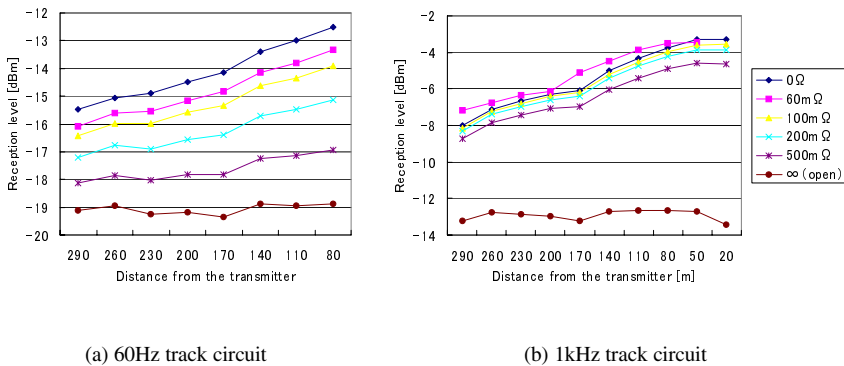 -12
-13
-14
-15
-16
-17
-18
-19
-20
Reception level [dBm]
290 260 230 200 170 140 110 80
Distance from the transmitter
(a) 60Hz track circuit
-2
-4
-6
-8
-10
-12
-14
Reception level [dBm]
290 260 230 200 170 140 110 80 50 20
Distance from the transmitter [m]
(b) 1kHz track circuit
0Ω
60mΩ
100mΩ
200mΩ
500mΩ
∞(open)